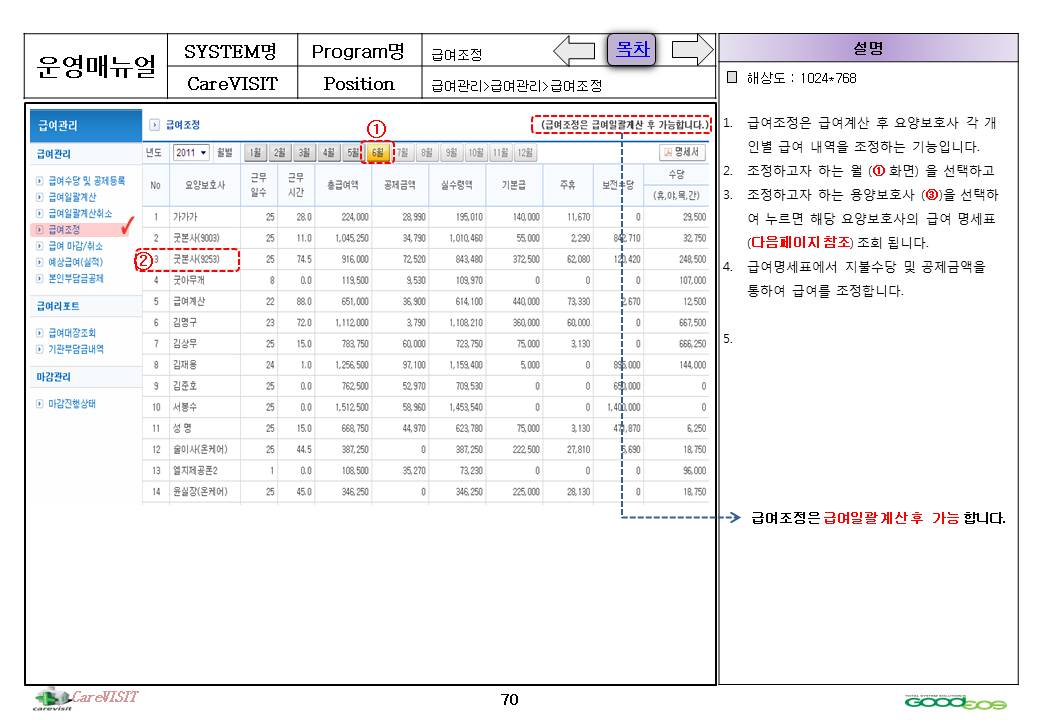 운영매뉴얼
SYSTEM명
Program명
급여조정
목차
CareVISIT
Position
급여관리>급여관리>급여조정
설명
해상도 : 1024*768
급여관리
급여조정
①
(급여조정은 급여일괄계산 후 가능합니다.)
급여관리
급여수당 및 공제등록
급여일괄계산
급여일괄계산취소
급여조정
급여 마감/취소
예상급여(실적)
본인부담금공제
급여리포트
급여대장조회
기관부담금내역
마감관리
마감진행상태
년도 2011 월별 1월 2월 3월 4월 5월 6월 7월 8월 9월 10월 11월 12월 명세서
No 요양보호사 근무일수 근무시간 총급여액 공제금액 실수령액 기본급 주휴 수당
(휴,야,목,간)
1 가가가 25 28.0 224,000 28,990 195,010 140,000 11,670 0 29,500
2 굿본사(9003) 25 11.0 1,045,250 34,790 1,010,460 55,000 2,290 32,750
②
3 굿본사(9253) 25 74.5 916,000 72,520 843,480 372,500 62,080 248,500
4 굿아무개 8 0.0 119,500 9,530 109,970 0 0 0 107,000
5 급여계산 22 88.0 651,000 36,900 614,100 440,000 73,330 12,500
6 김명구 23 72.0 1,112,000 3,790 1,108,210 360,000 60,000 0 667,500
7 김상무 25 15.0 783,750 60,000 723,750 75,000 3,130 0 666,250
8 김재용 24 1.0 1,256,500 97,100 1,159,400 5,000 0 144,000
9 김준호 25 0.0 762,500 52,970 709,530 0 0 0
10 서봉수 25 0.0 1,512,500 58,960 1,453,540 0 0 0
11 성 명 25 15.0 668,750 44,970 623,780 75,000 3,130 6,250
12 술이사(온케어) 25 44.5 387,250 0 387,250 222,500 27,810 18,750
13 엘지제공폰2 1 0.0 108,500 35,270 73,230 0 0 0 96,000
14 윤실장(온케어) 25 45.0 346,250 0 346,250 225,000 28,130 0 18,750
1. 급여조정은 급여계산 후 요양보호사 각 개
인별 급여 내역을 조정하는 기능입니다.
2. 조정하고자 하는 월 (① 화면) 을 선택하고
3. 조정하고자 하는 용양보호사 (③)을 선택하
여 누르면 해당 요양보호사의 급여 명세표
(다음페이지 참조) 조회 됩니다.
4. 급여명세표에서 지불수당 및 공제금액을
통하여 급여를 조정합니다.
5.
급여조정은 급여일괄 계산 후 가능 합니다.
CareVISIT
carevisit
70
GOODEOS